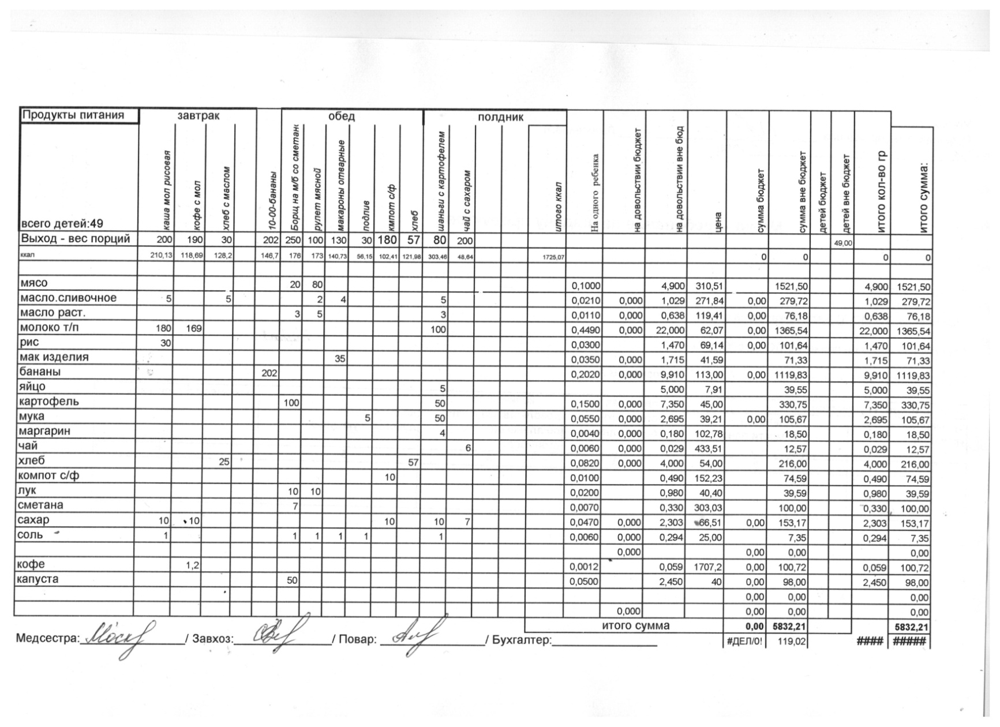 Продукты питания завтрак обед полдник
всего детей:49 каша мол рисовая кофе с мол хлеб с маслом 10-00-бананы Борщ на м/б со сметан рулет мясной макароны отварные подлив кмпот с/ф хлеб шаньги с картофелем чай с сахаром итого ккал На одного ребенка на довольствии бюджет на довольствии вне бюд цена сумма бюджет сумма вне бюджет детей бюджет детей вне бюджет итого кол-во гр итого сумма:
Выход - вес порций 200 190 30 202 250 100 130 30 180 57 80 200 49,00
ккал 210,13 118,69 128,2 146,7 176 173 140,73 56,15 102,41 121,98 303,46 48,64 1725,07 0 0 0 0
мясо 20 80 0,1000 4,900 310,51 1521,50 4,900 1521,50
масло.сливочное 5 5 2 4 5 0,0210 0,000 1,029 271,84 0,00 279,72 1,029 279,72
масло раст. 3 5 3 0,0110 0,000 0,638 119,41 0,00 76,18 0,638 76,18
молоко т/п 180 169 100 0,4490 0,000 22,000 62,07 0,00 1365,54 22,000 1365,54
рис 30 0,0300 1,470 69,14 0,00 101,64 1,470 101,64
мак изделия 35 0,0350 0,000 1,715 41,59 71,33 1,715 71,33
бананы 202 0,2020 0,000 9,910 113,00 0,00 1119,83 9,910 1119,83
яйцо 5 5,000 7,91 39,55 5,000 39,55
картофель 100 50 0,1500 0,000 7,350 45,00 330,75 7,350 330,75
мука 5 50 0,0550 0,000 2,695 39,21 0,00 105,67 2,695 105,67
маргарин 4 0,0040 0,000 0,180 102,78 18,50 0,180 18,50
чай 6 0,0060 0,000 0,029 433,51 12,57 0,029 12,57
хлеб 25 57 0,0820 0,000 4,000 54,00 216,00 4,000 216,00
компот с/ф 10 0,0100 0,490 152,23 74,59 0,490 74,59
лук 10 10 0,0200 0,980 40,40 39,59 0,980 39,59
сметана 7 0,0070 0,330 303,03 100,00 0,330 100,00
сахар 10 10 10 10 7 0,0470 0,000 2,303 66,51 0,00 153,17 2,303 153,17
соль 1 1 1 1 1 1 0,0060 0,000 0,294 25,00 7,35 0,294 7,35
0,000 0,00 0,00 0,00
кофе 1,2 0,0012 0,059 1707,2 0,00 100,72 0,059 100,72
капуста 50 0,0500 2,450 40 0,00 98,00 2,450 98,00
0,00 0,00 0,00
0,000 0,00 0,00 0,00
итого сумма 0,00 5832,21 5832,21
Медсестра: / Завхоз: / Повар: / Бухгалтер: #ДЕЛ/0! 119,02 #### #####